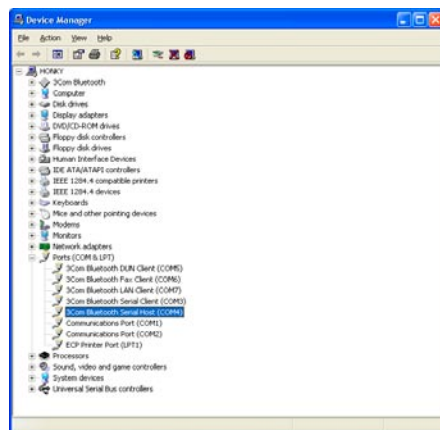 Device Manager
File Action View Help
HONKY
3Com Bluetooth
Computer
Disk drives
Display adapters
DVD/CD-ROM drives
Floppy disk controllers
Floppy disk drives
Human Interface Devices
IDE ATA/ATAPI controllers
IEEE 1284.4 compatible printers
IEEE 1284.4 devices
Keyboards
Mice and other pointing devices
Modems
Monitors
Network adapters
Ports (COM & LPT)
3Com Bluetooth DUN Client (COM5)
3Com Bluetooth Fax Client (COM6)
3Com Bluetooth LAN Client (COM7)
3Com Bluetooth Serial Client (COM3)
3Com Bluetooth Serial Host (COM4)
Communications Port (COM1)
Communications Port (COM2)
ECP Printer Port (LPT1)
Processors
Sound, video and game controllers
System devices
Universal Serial Bus controllers